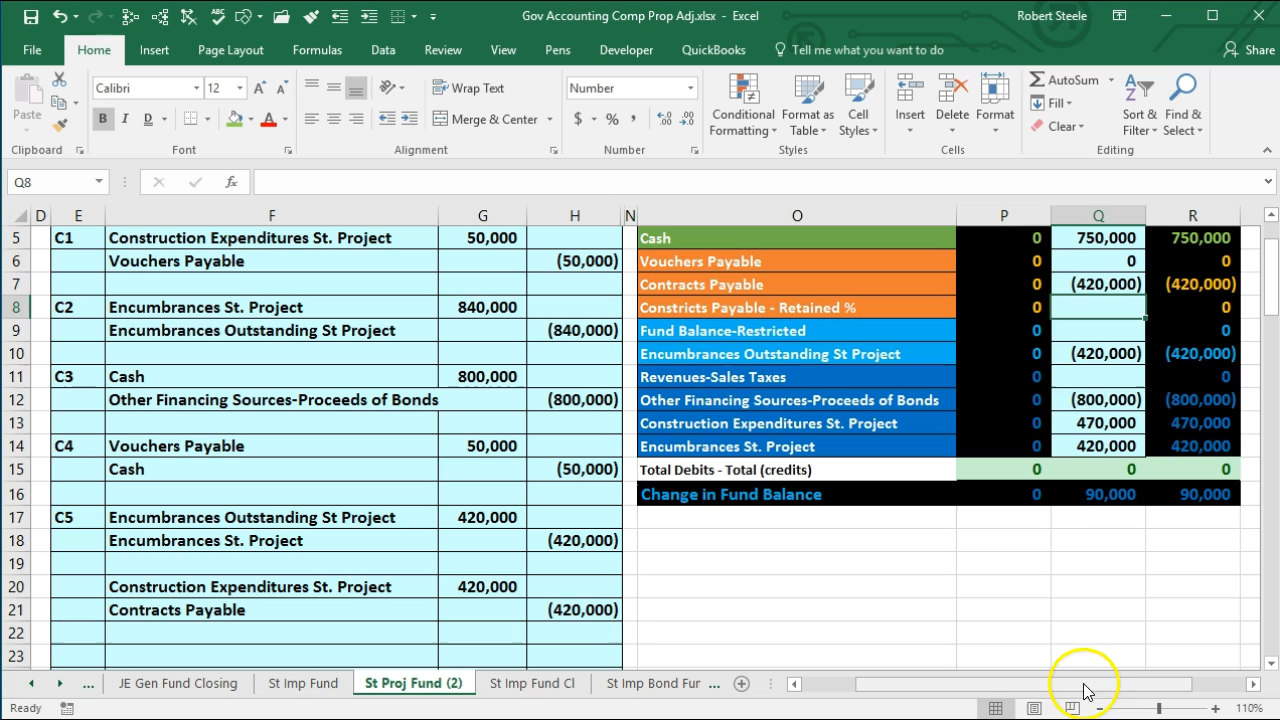 Gov Accounting Comp Prop Adj.xlsx - Excel
Robert Steele
File Home Insert Page Layout Formulas Data Review View Pens Developer QuickBooks Tell me what you want to do Share
Paste
Calibri 12
B I D
Wrap Text
Merge & Center
Number
$ % ,
Conditional Formatting
Format as Table
Cell Styles
Insert Delete Format
AutoSum
Fill
Clear
Sort & Filter
Find & Select
Clipboard Font Alignment Number Styles Cells Editing
Q8 fx
D E F G H N O P Q R
5 C1 Construction Expenditures St. Project 50,000 Cash 0 750,000 750,000
6 Vouchers Payable (50,000) Vouchers Payable 0 0 0
7 Contracts Payable 0 (420,000) (420,000)
8 C2 Encumbrances St. Project 840,000 Constricts Payable - Retained % 0 0
9 Encumbrances Outstanding St Project (840,000) Fund Balance-Restricted 0 0
10 Encumbrances Outstanding St Project 0 (420,000) (420,000)
11 C3 Cash 800,000 Revenues-Sales Taxes 0 0
12 Other Financing Sources-Proceeds of Bonds (800,000) Other Financing Sources-Proceeds of Bonds 0 (800,000) (800,000)
13 Construction Expenditures St. Project 0 470,000 470,000
14 C4 Vouchers Payable 50,000 Encumbrances St. Project 0 420,000 420,000
15 Cash (50,000) Total Debits - Total (credits) 0 0 0
16 Change in Fund Balance 0 90,000 90,000
17 C5 Encumbrances Outstanding St Project 420,000
18 Encumbrances St. Project (420,000)
19
20 Construction Expenditures St. Project 420,000
21 Contracts Payable (420,000)
22
23
... JE Gen Fund Closing St Imp Fund St Proj Fund (2) St Imp Fund Cl St Imp Bond Fur ...
Ready 110%